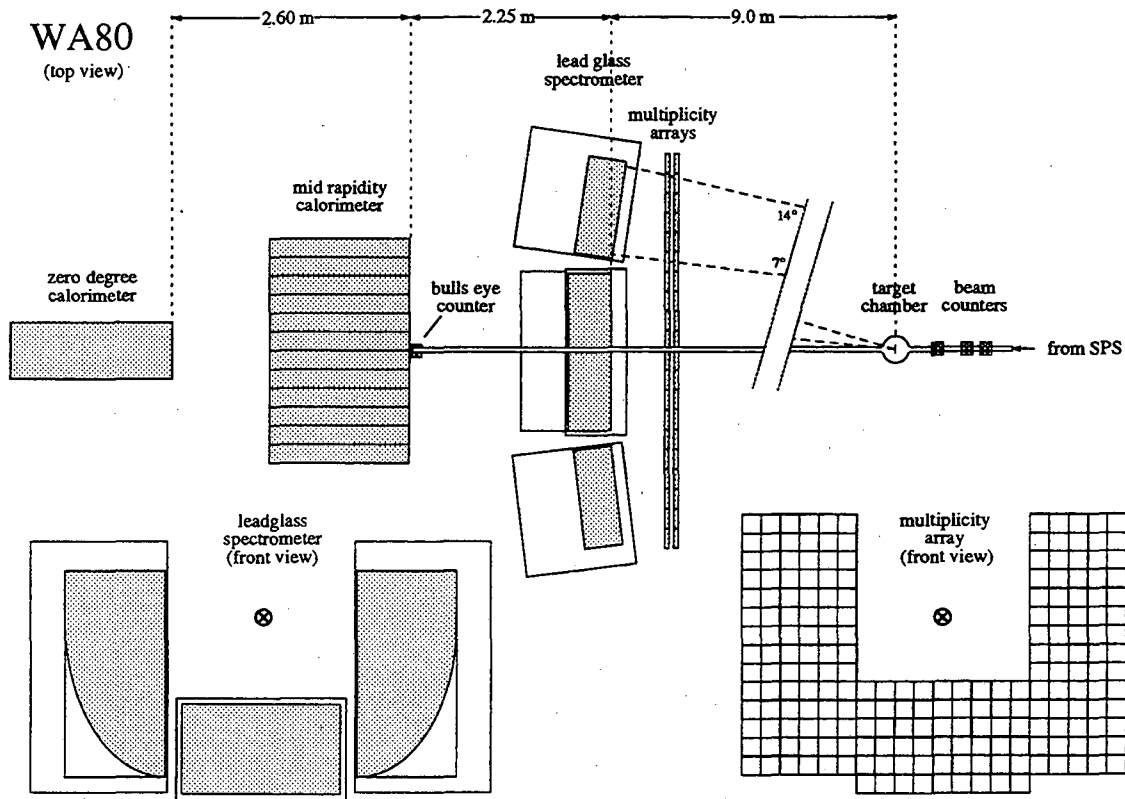 2.60 m
2.25 m
9.0 m
WA80
(top view)
lead glass
spectrometer
multiplicity
arrays
mid rapidity
calorimeter
14°
7°
zero degree
calorimeter
bulls eye
counter
target
chamber
beam
counters
from SPS
leadglass
spectrometer
(front view)
multiplicity
array
(front view)